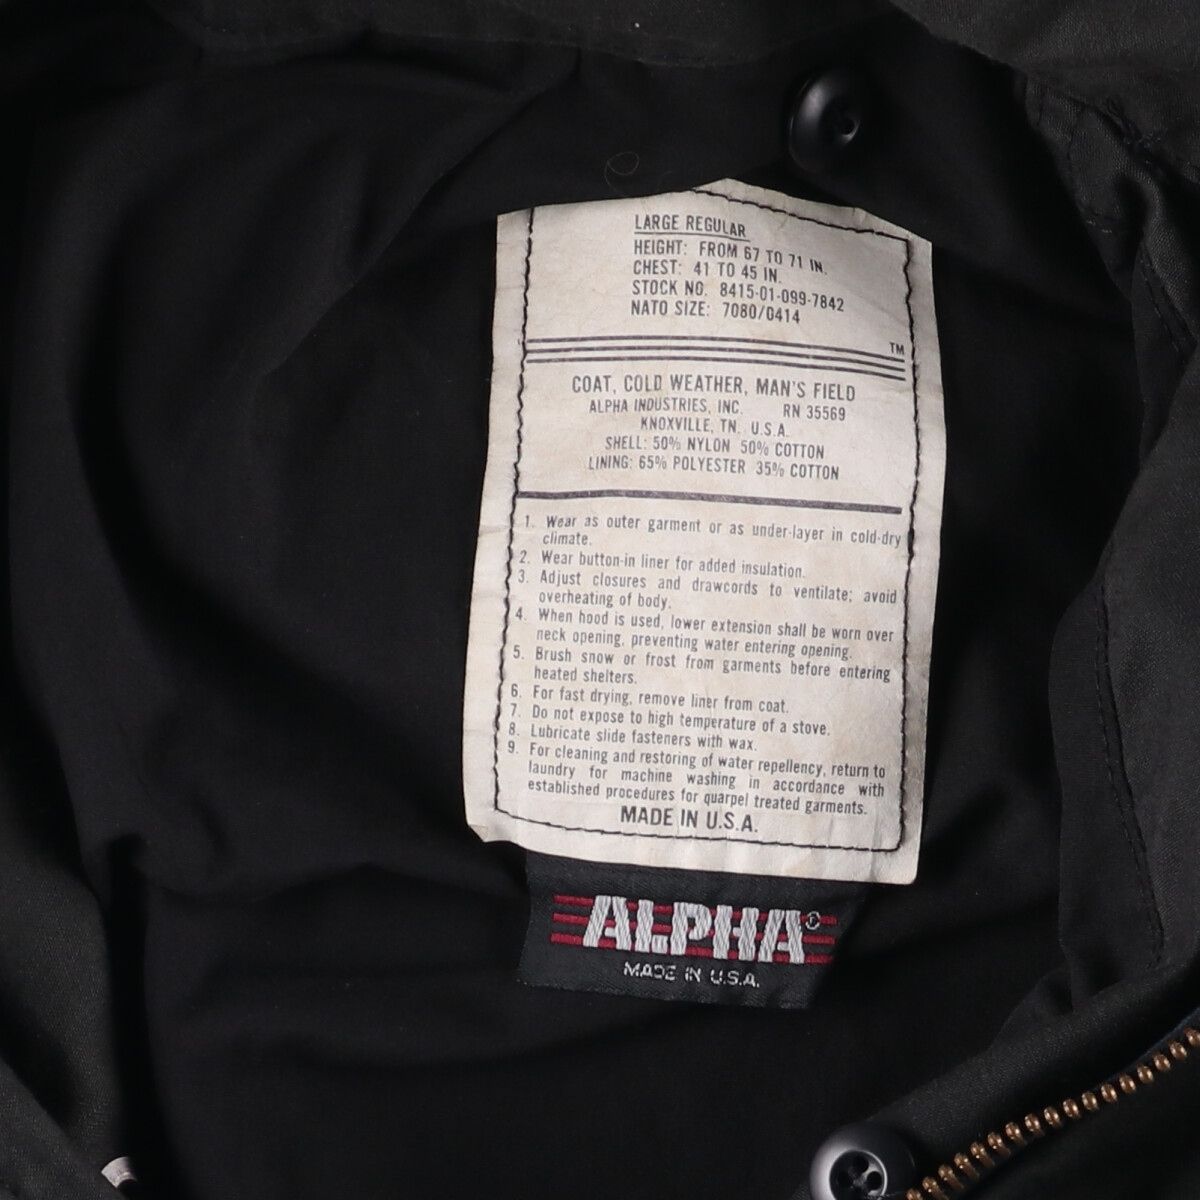 LARGE REGULAR
HEIGHT: FROM 67 TO 71 IN.
CHEST: 41 TO 45 IN.
STOCK NO. 8415-01-099-7842
NATO SIZE: 7080/0414
TM
COAT, COLD WEATHER, MAN'S FIELD
ALPHA INDUSTRIES, INC. RN 35569
KNOXVILLE, TN. U.S.A.
SHELL: 50% NYLON 50% COTTON
LINING: 65% POLYESTER 35% COTTON
1. Wear as outer garment or as under-layer in cold-dry
climate.
2. Wear button-in liner for added insulation.
3. Adjust closures and drawcords to ventilate; avoid
overheating of body.
4. When hood is used, lower extension shall be worn over
neck opening, preventing water entering opening.
5. Brush snow or frost from garments before entering
heated shelters.
6. For fast drying, remove liner from coat.
7. Do not expose to high temperature of a stove.
8. Lubricate slide fasteners with wax.
9. For cleaning and restoring of water repellency, return to
laundry for machine washing in accordance with
established procedures for quarpel treated garments.
MADE IN U.S.A.
ALPHA®
MADE IN U.S.A.